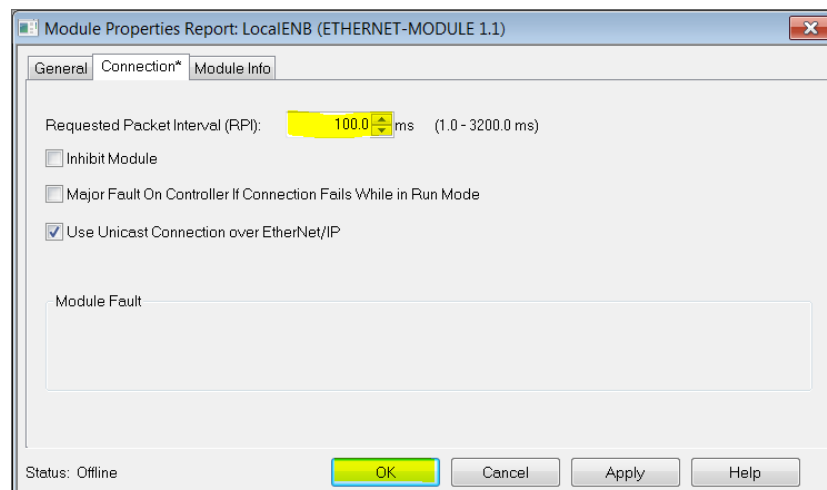 Module Properties Report: LocalENB (ETHERNET-MODULE 1.1)
General Connection* Module Info
Requested Packet Interval (RPI): 100.0 ms (1.0 - 3200.0 ms)
Inhibit Module
Major Fault On Controller If Connection Fails While in Run Mode
Use Unicast Connection over EtherNet/IP
Module Fault
Status: Offline OK Cancel Apply Help